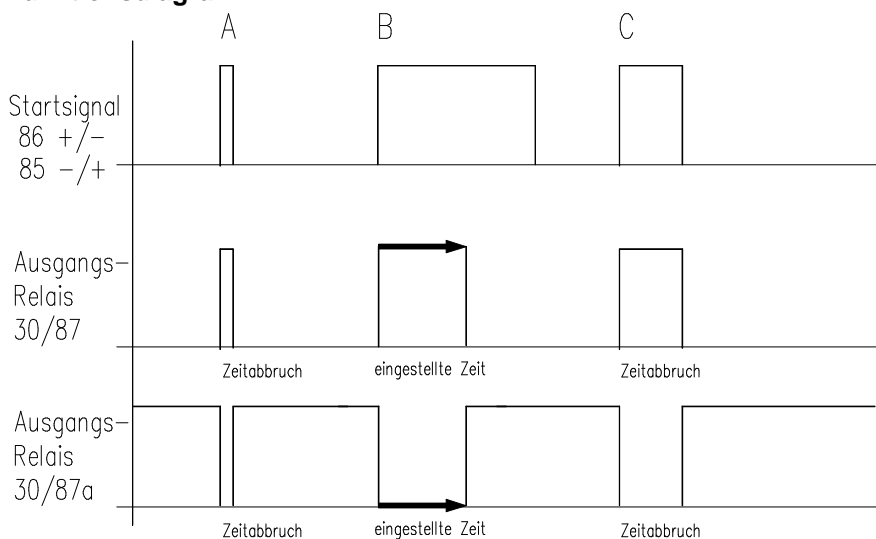 A B C
Startsignal
86 +/-
85 -/+
Ausgangs-
Relais
30/87
Zeitabbruch eingestellte Zeit Zeitabbruch
Ausgangs-
Relais
30/87a
Zeitabbruch eingestellte Zeit Zeitabbruch